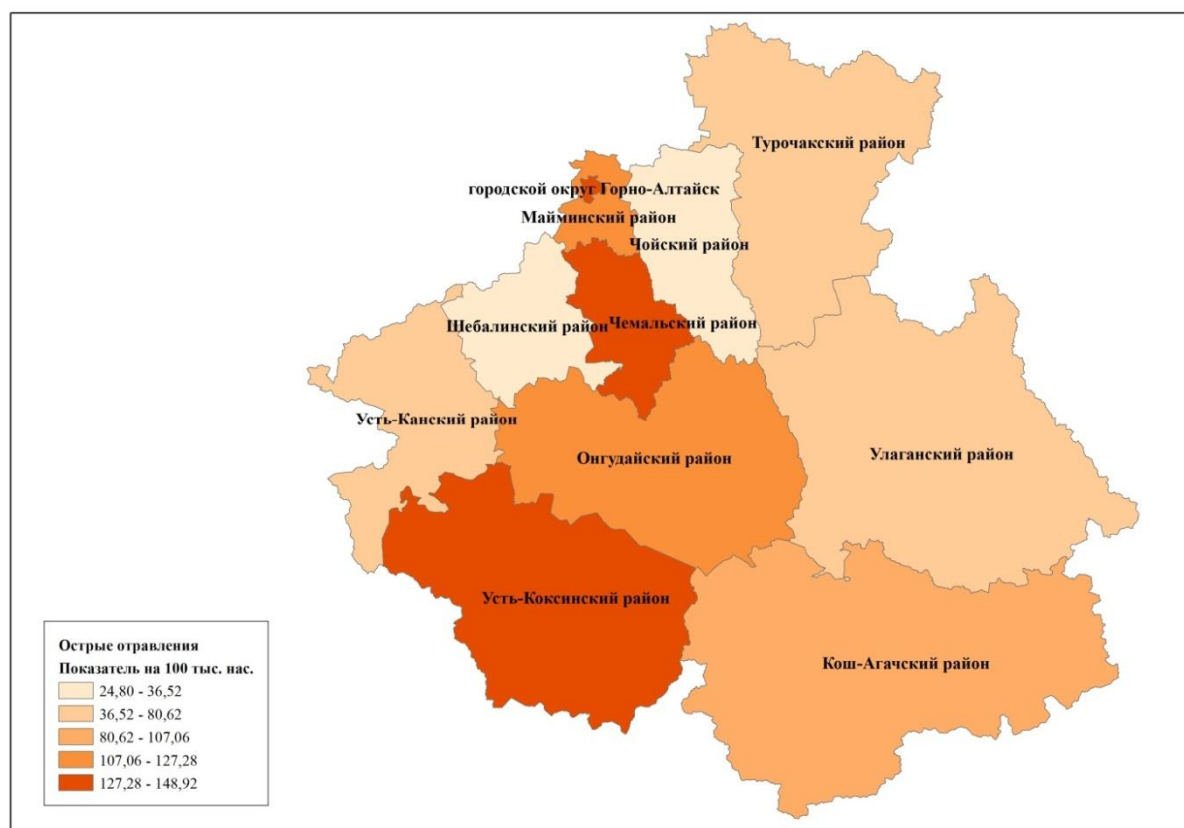 Турочакский район
городской округ Горно-Алтайск
Майминский район
Чойский район
Шебалинский район
Чемальский район
Усть-Канский район
Онгудайский район
Улаганский район
Усть-Коксинский район
Кош-Агачский район
Острые отравления
Показатель на 100 тыс. нас.
24,80 - 36,52
36,52 - 80,62
80,62 - 107,06
107,06 - 127,28
127,28 - 148,92